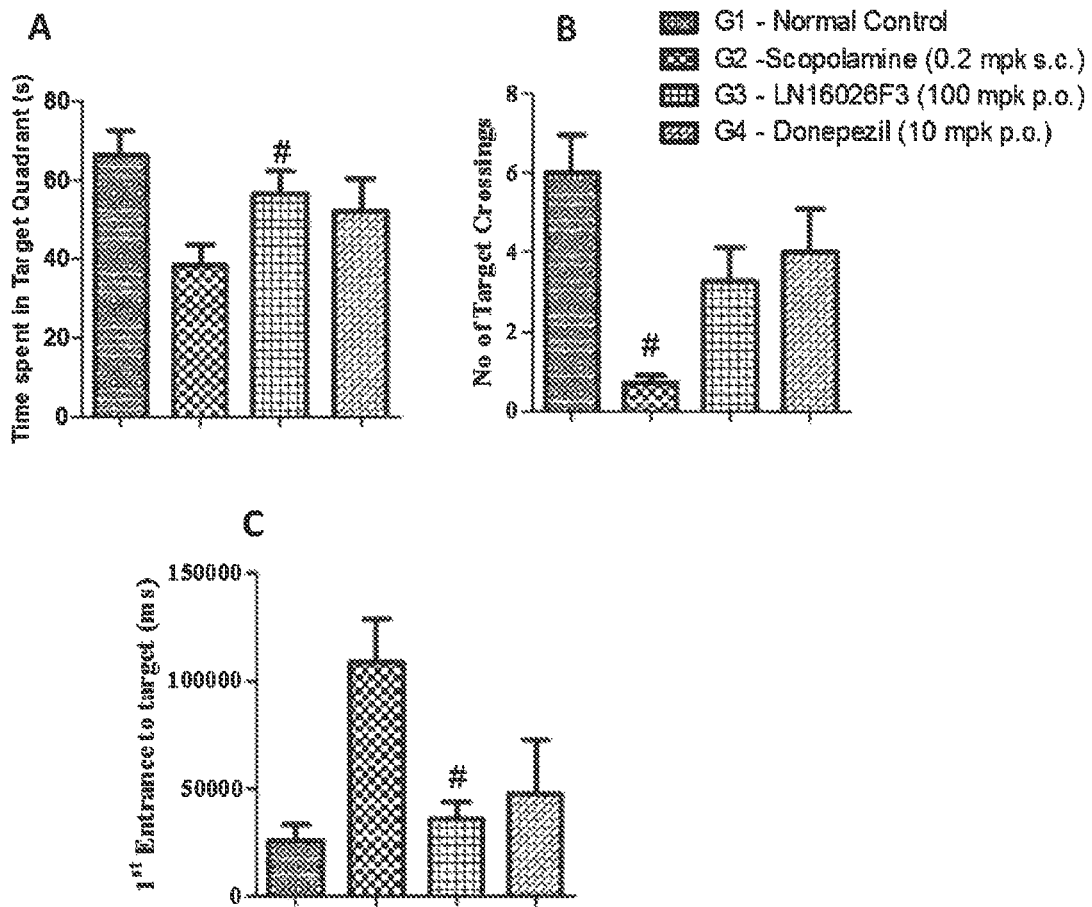 A
Time spent in Target Quadrant (s)
80
60
40
20
0
#
B
G1 - Normal Control
G2 -Scopolamine (0.2 mpk s.c.)
G3 - LN16026F3 (100 mpk p.o.)
G4 - Donepezil (10 mpk p.o.)
No of Target Crossings
8
6
4
2
0
#
C
1st Entrance to target (ms)
150000
100000
50000
0
#